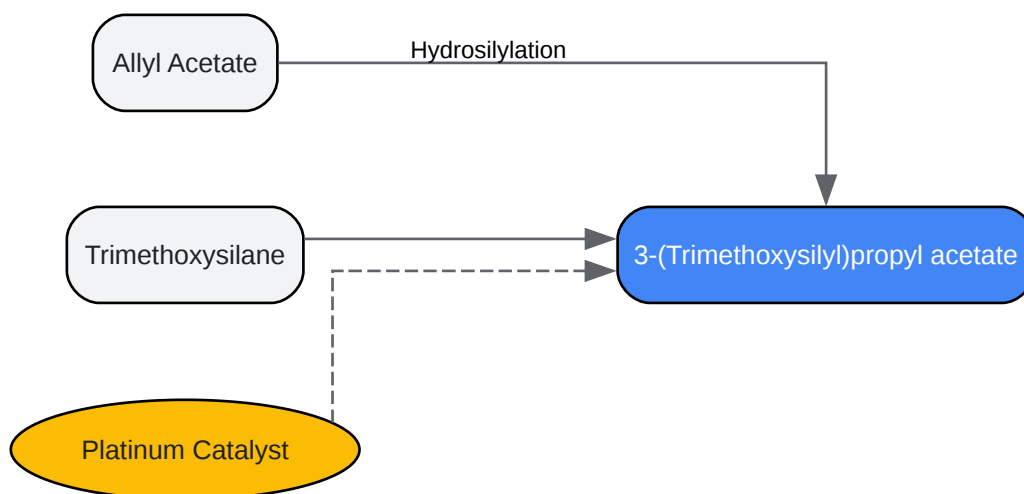 Allyl Acetate
Hydrosilylation
Trimethoxysilane
3-(Trimethoxysilyl)propyl acetate
Platinum Catalyst